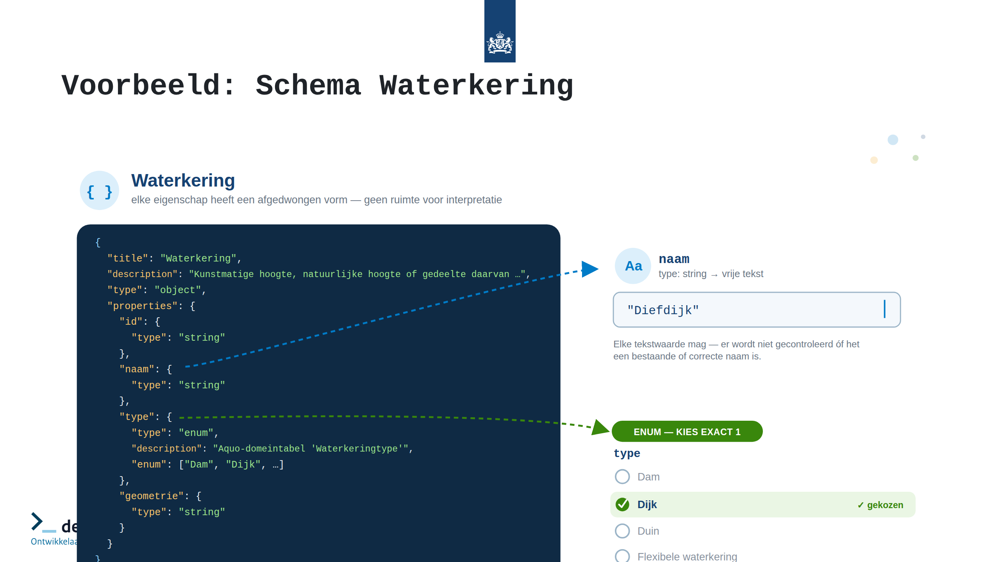 Voorbeeld: Schema Waterkering
{ }
Waterkering
elke eigenschap heeft een afgedwongen vorm — geen ruimte voor interpretatie
{
"title": "Waterkering",
"description": "Kunstmatige hoogte, natuurlijke hoogte of gedeelte daarvan …",
"type": "object",
"properties": {
"id": {
"type": "string"
},
"naam": {
"type": "string"
},
"type": {
"type": "enum",
"description": "Aquo-domeintabel 'Waterkeringtype'",
"enum": ["Dam", "Dijk", …]
},
"geometrie": {
"type": "string"
}
}
}
Aa
naam
type: string → vrije tekst
"Diefdijk"
Elke tekstwaarde mag — er wordt niet gecontroleerd óf het
een bestaande of correcte naam is.
ENUM — KIES EXACT 1
type
Dam
Dijk
✓ gekozen
Duin
Flexibele waterkering